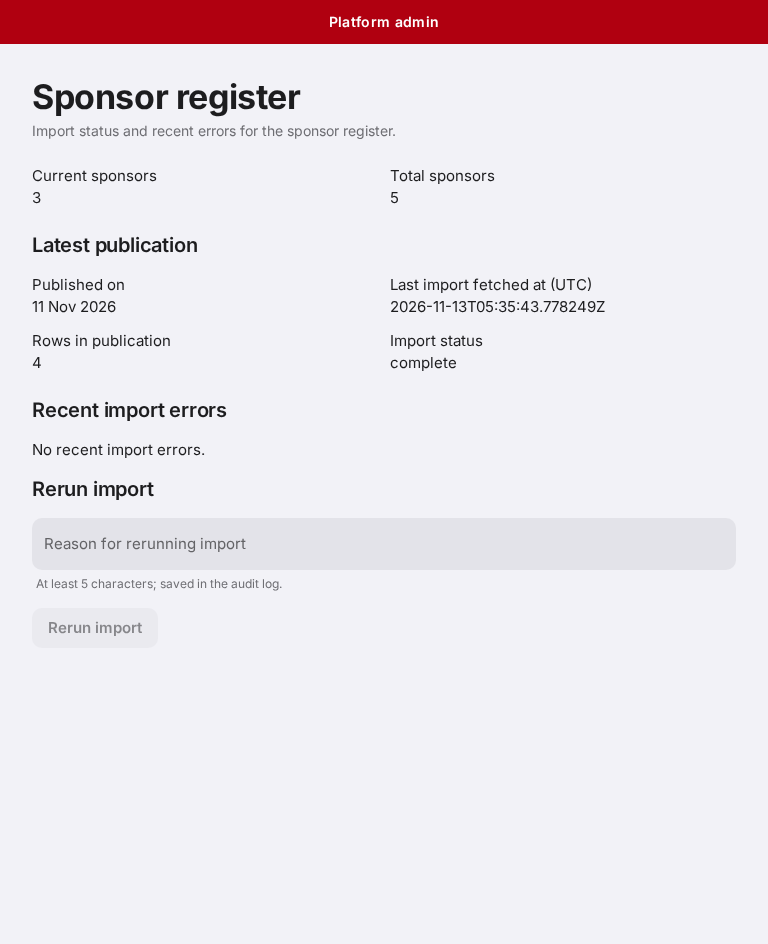 Platform admin
Sponsor register
Import status and recent errors for the sponsor register.
Current sponsors
3
Total sponsors
5
Latest publication
Published on
11 Nov 2026
Last import fetched at (UTC)
2026-11-13T05:35:43.778249Z
Rows in publication
4
Import status
complete
Recent import errors
No recent import errors.
Rerun import
Reason for rerunning import
At least 5 characters; saved in the audit log.
Rerun import